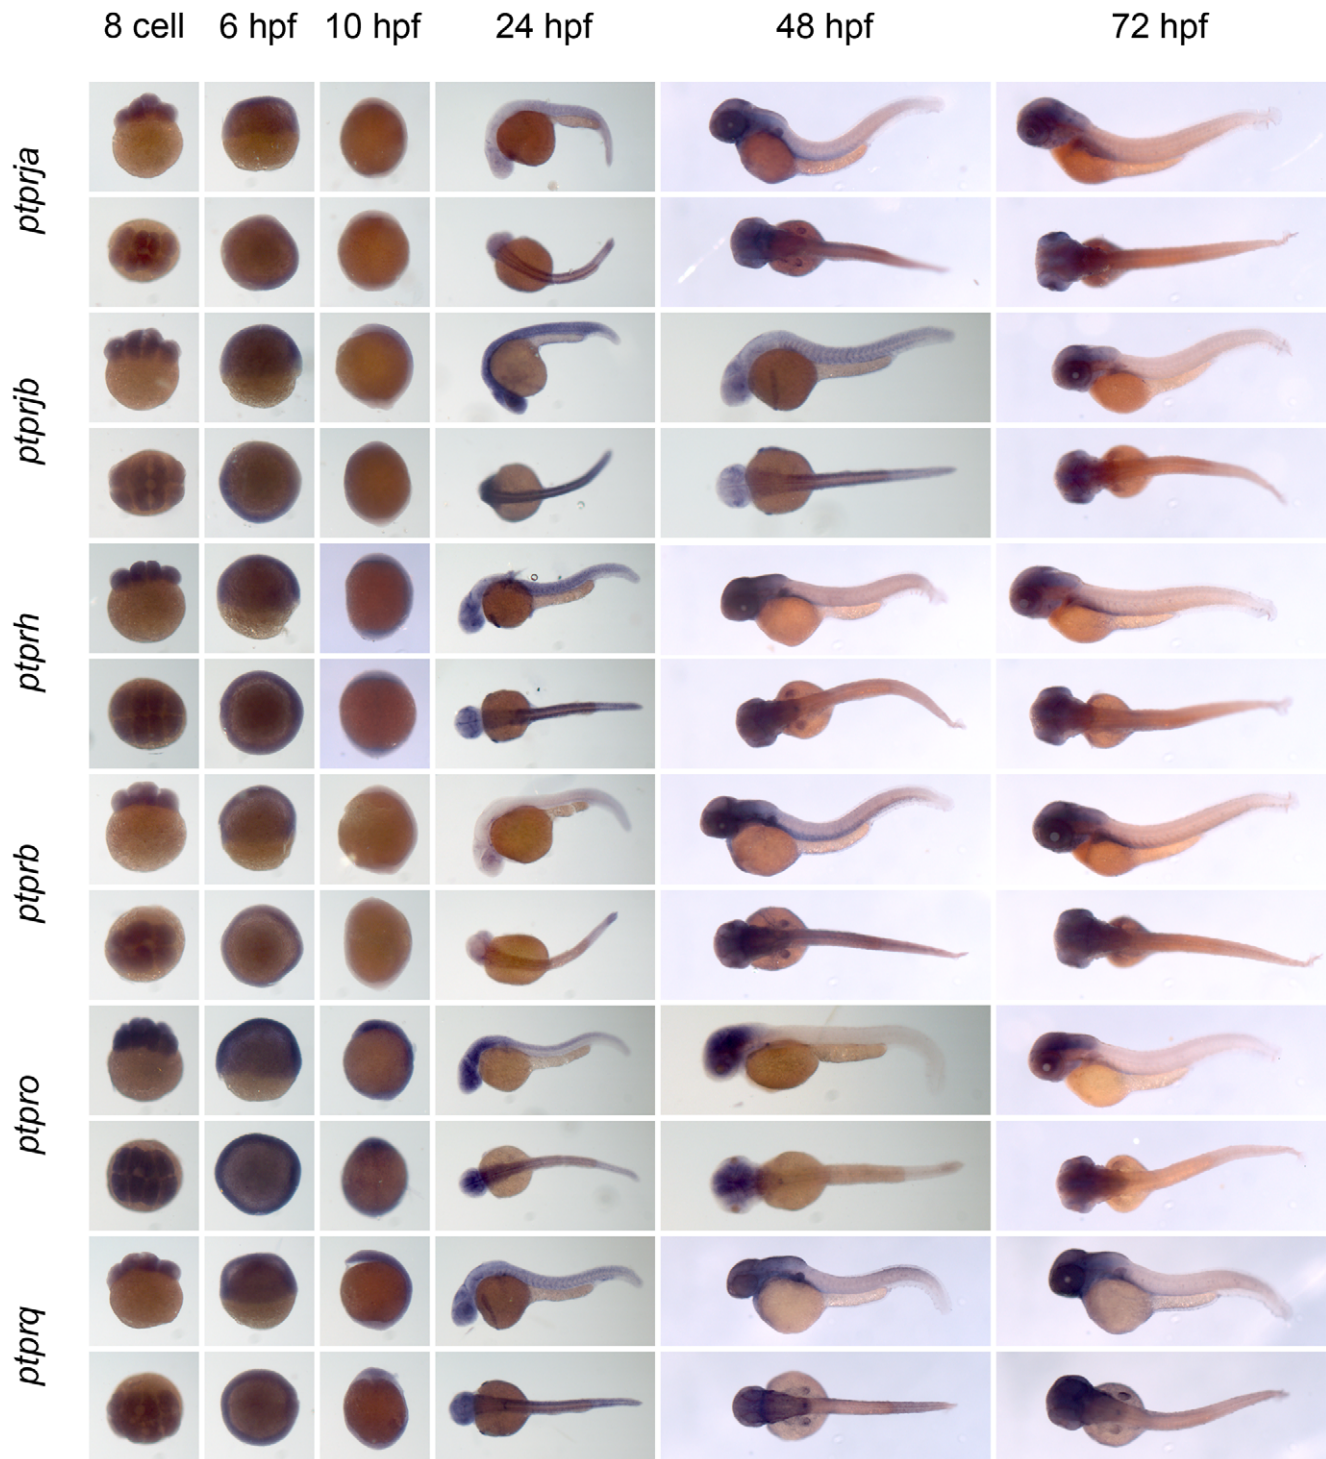 8 cell 6 hpf 10 hpf 24 hpf 48 hpf 72 hpf
ptprja
ptprjb
ptprh
ptprb
ptpro
ptprq